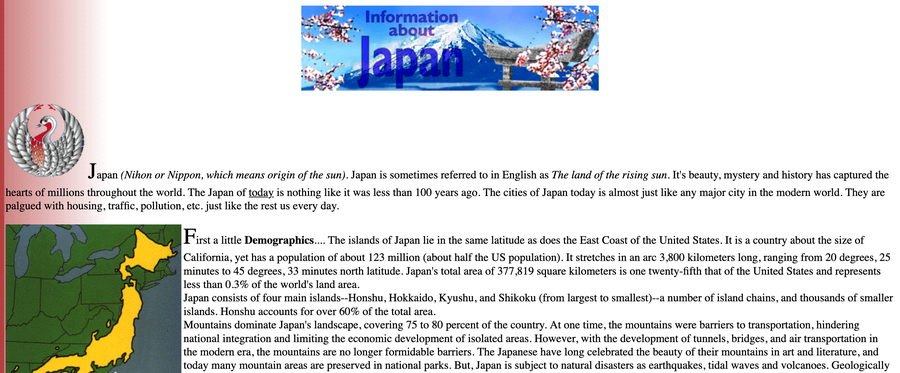 Information
about
Japan
Japan (Nihon or Nippon, which means origin of the sun). Japan is sometimes referred to in English as The land of the rising sun. It's beauty, mystery and history has captured the
hearts of millions throughout the world. The Japan of today is nothing like it was less than 100 years ago. The cities of Japan today is almost just like any major city in the modern world. They are
palgued with housing, traffic, pollution, etc. just like the rest us every day.
First a little Demographics.... The islands of Japan lie in the same latitude as does the East Coast of the United States. It is a country about the size of
California, yet has a population of about 123 million (about half the US population). It stretches in an arc 3,800 kilometers long, ranging from 20 degrees, 25
minutes to 45 degrees, 33 minutes north latitude. Japan's total area of 377,819 square kilometers is one twenty-fifth that of the United States and represents
less than 0.3% of the world's land area.
Japan consists of four main islands--Honshu, Hokkaido, Kyushu, and Shikoku (from largest to smallest)--a number of island chains, and thousands of smaller
islands. Honshu accounts for over 60% of the total area.
Mountains dominate Japan's landscape, covering 75 to 80 percent of the country. At one time, the mountains were barriers to transportation, hindering
national integration and limiting the economic development of isolated areas. However, with the development of tunnels, bridges, and air transportation in
the modern era, the mountains are no longer formidable barriers. The Japanese have long celebrated the beauty of their mountains in art and literature, and
today many mountain areas are preserved in national parks. But, Japan is subject to natural disasters as earthquakes, tidal waves and volcanoes. Geologically